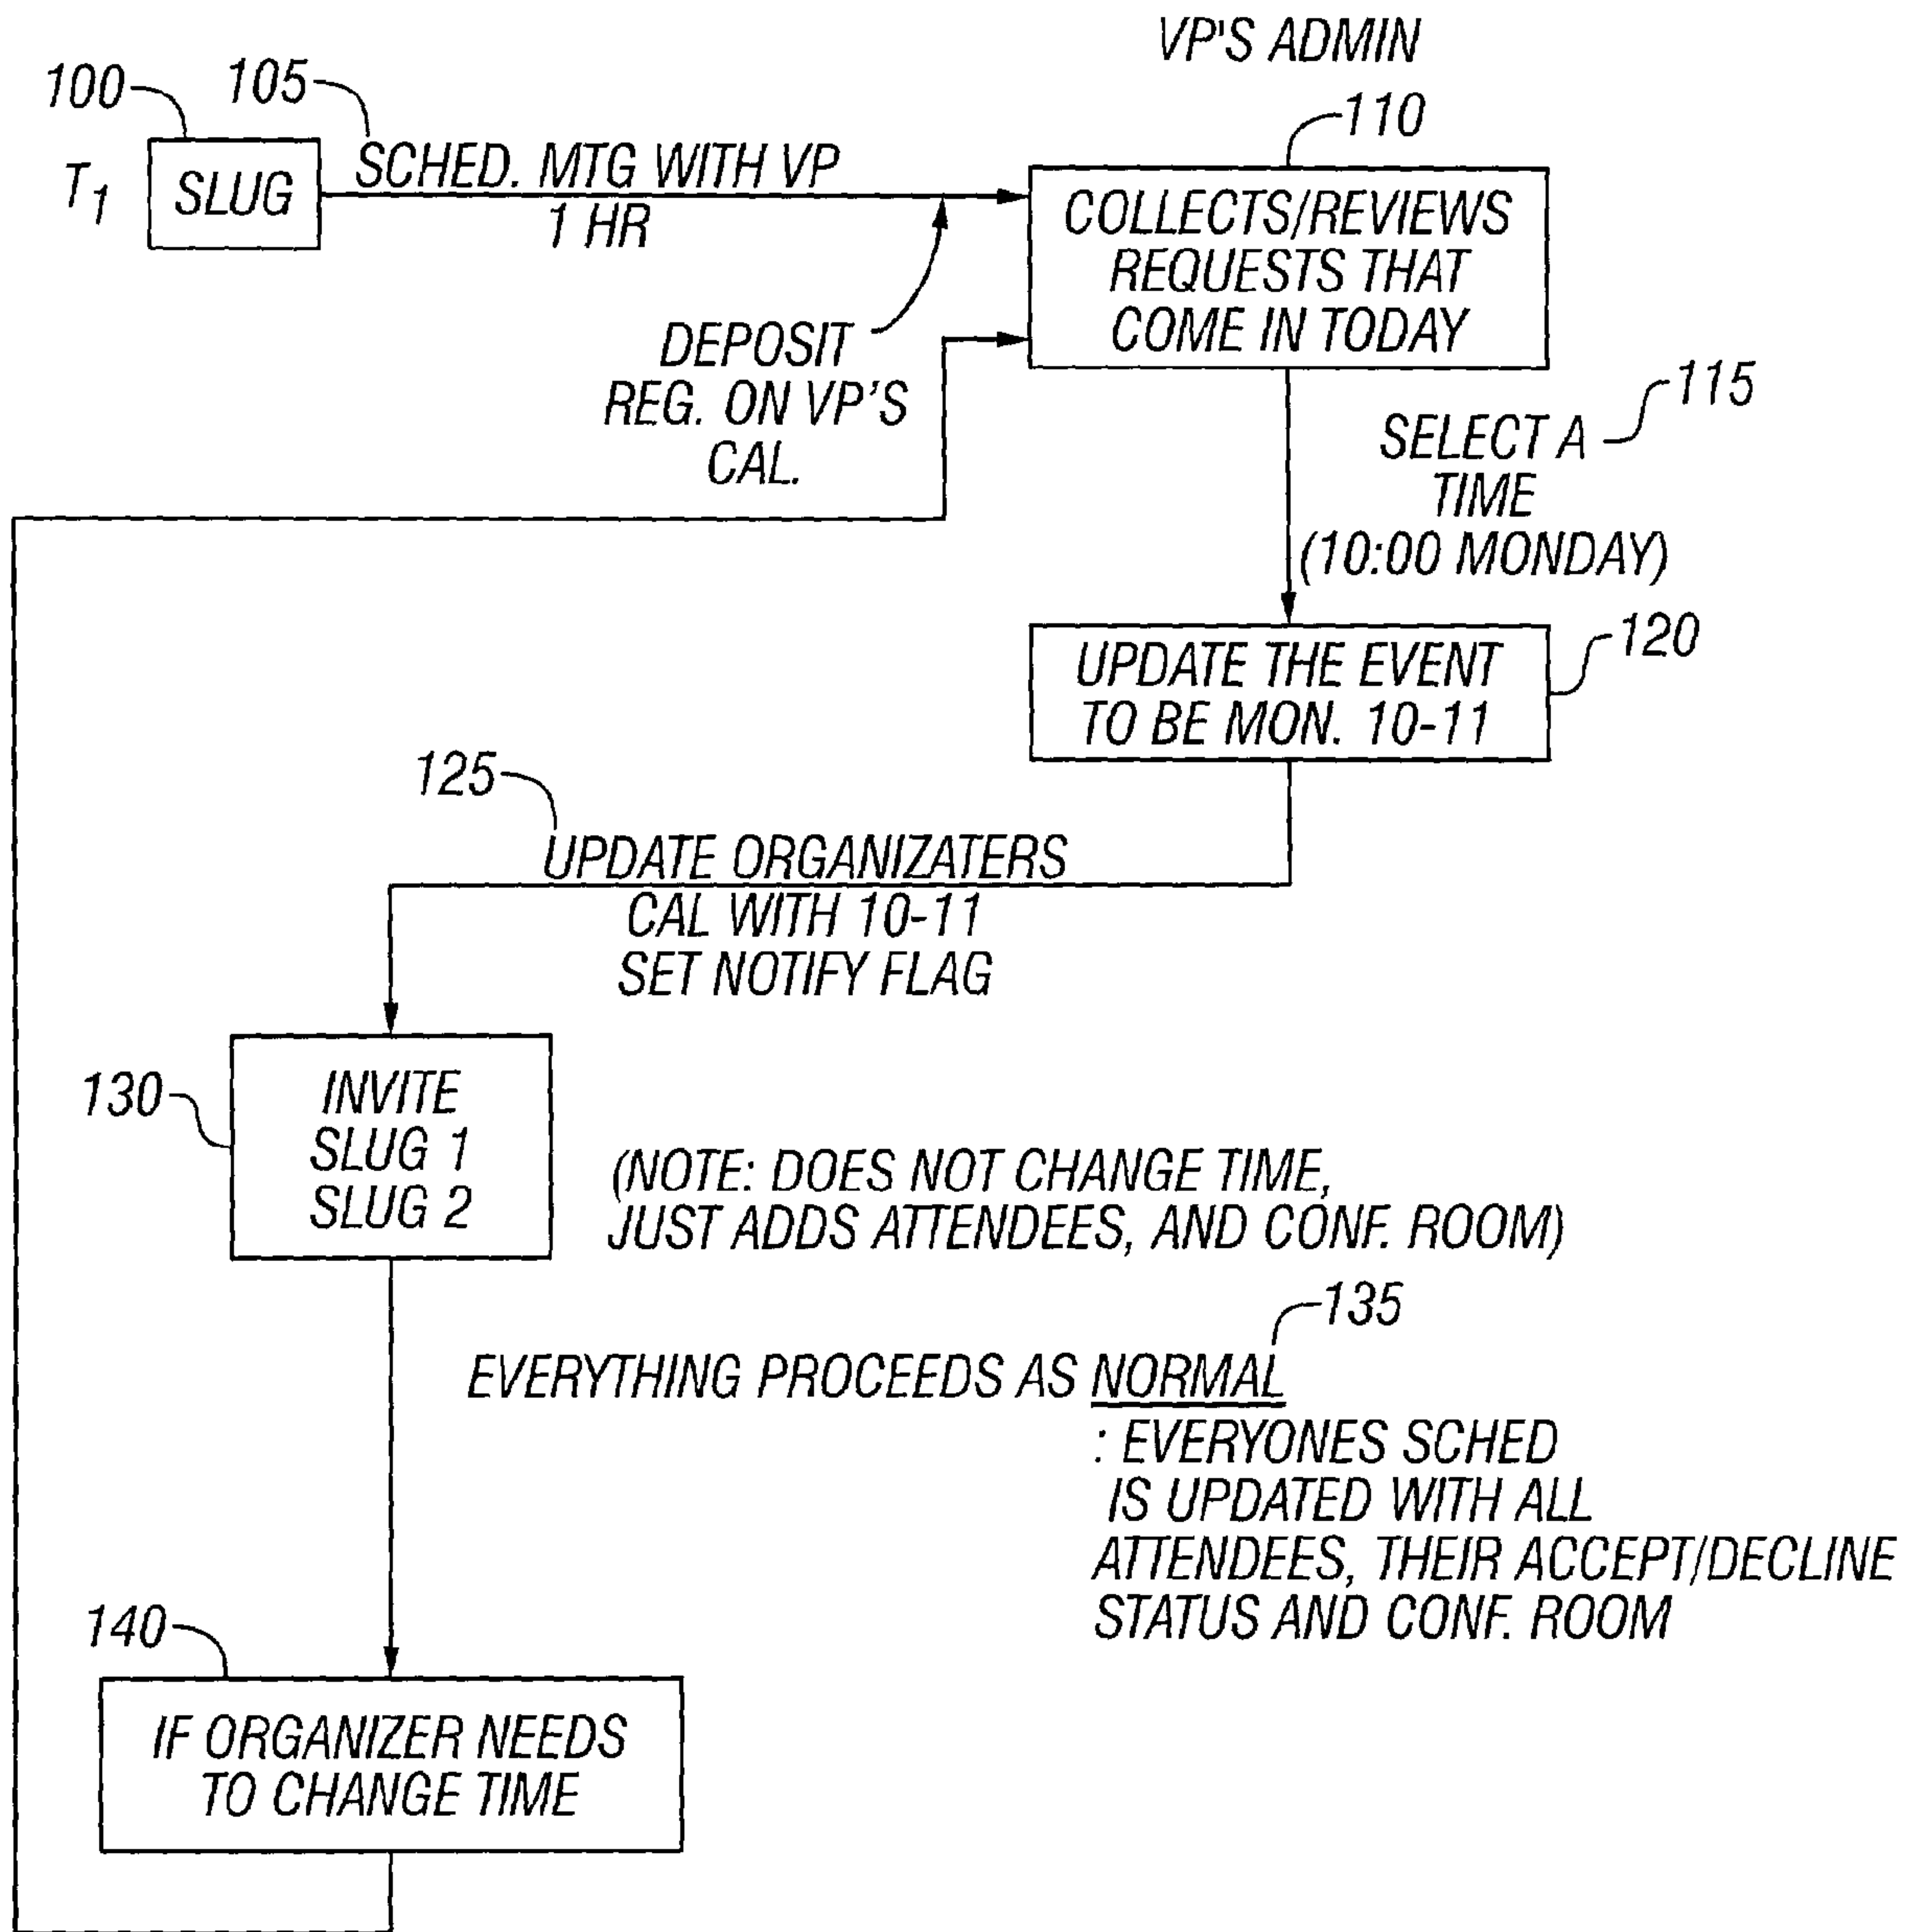 VP'S ADMIN
100
105
110
T1
SLUG
SCHED. MTG WITH VP
1 HR
COLLECTS/REVIEWS
REQUESTS THAT
COME IN TODAY
DEPOSIT
REG. ON VP'S
CAL.
115
SELECT A
TIME
(10:00 MONDAY)
120
UPDATE THE EVENT
TO BE MON. 10-11
125
UPDATE ORGANIZATERS
CAL WITH 10-11
SET NOTIFY FLAG
130
INVITE
SLUG 1
SLUG 2
(NOTE: DOES NOT CHANGE TIME,
JUST ADDS ATTENDEES, AND CONF. ROOM)
135
EVERYTHING PROCEEDS AS NORMAL
: EVERYONES SCHED
IS UPDATED WITH ALL
ATTENDEES, THEIR ACCEPT/DECLINE
STATUS AND CONF. ROOM
140
IF ORGANIZER NEEDS
TO CHANGE TIME